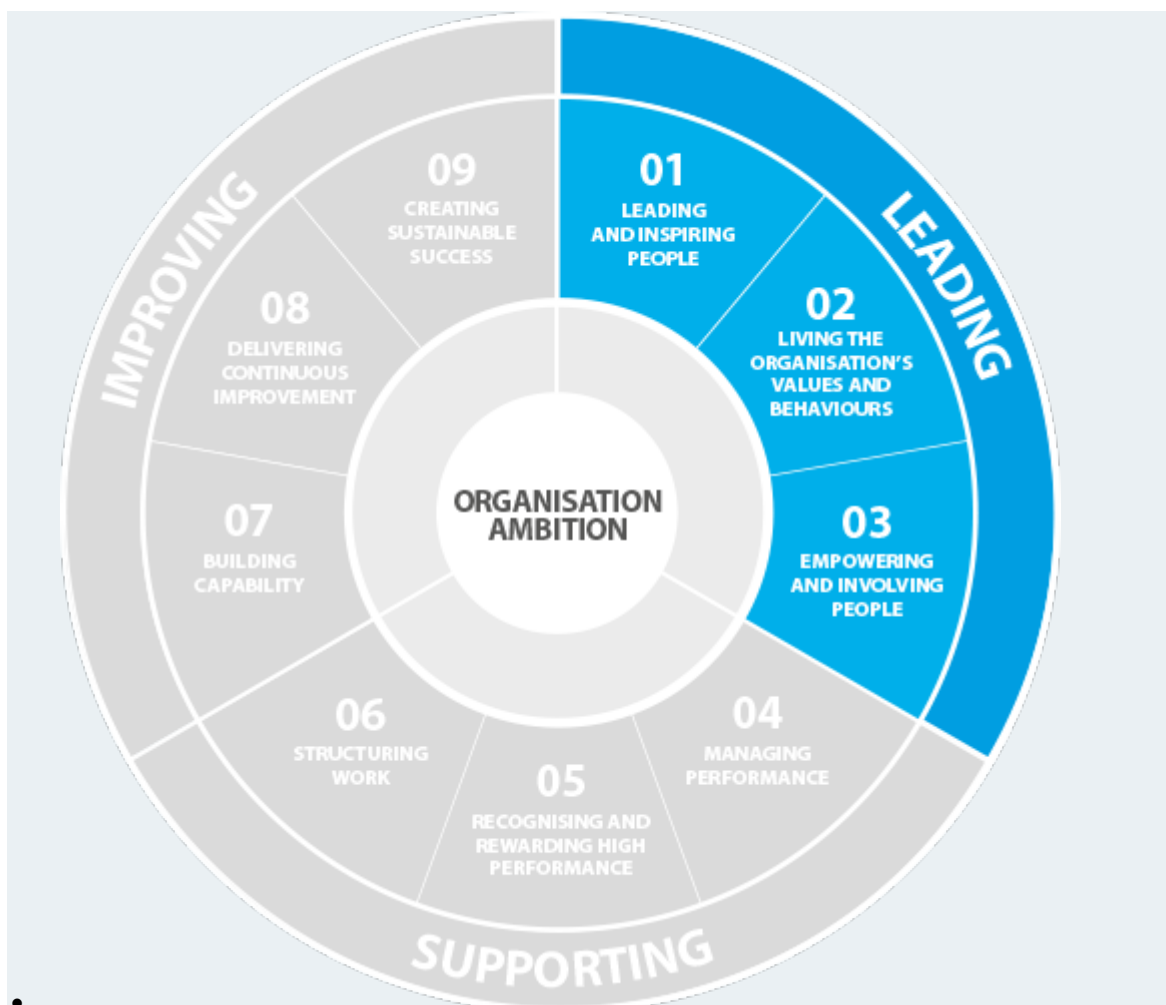 ORGANISATION
AMBITION
LEADING
01
LEADING
AND INSPIRING
PEOPLE
02
LIVING THE
ORGANISATION'S
VALUES AND
BEHAVIOURS
03
EMPOWERING
AND INVOLVING
PEOPLE
SUPPORTING
04
MANAGING
PERFORMANCE
05
RECOGNISING AND
REWARDING HIGH
PERFORMANCE
06
STRUCTURING
WORK
IMPROVING
07
BUILDING
CAPABILITY
08
DELIVERING
CONTINUOUS
IMPROVEMENT
09
CREATING
SUSTAINABLE
SUCCESS